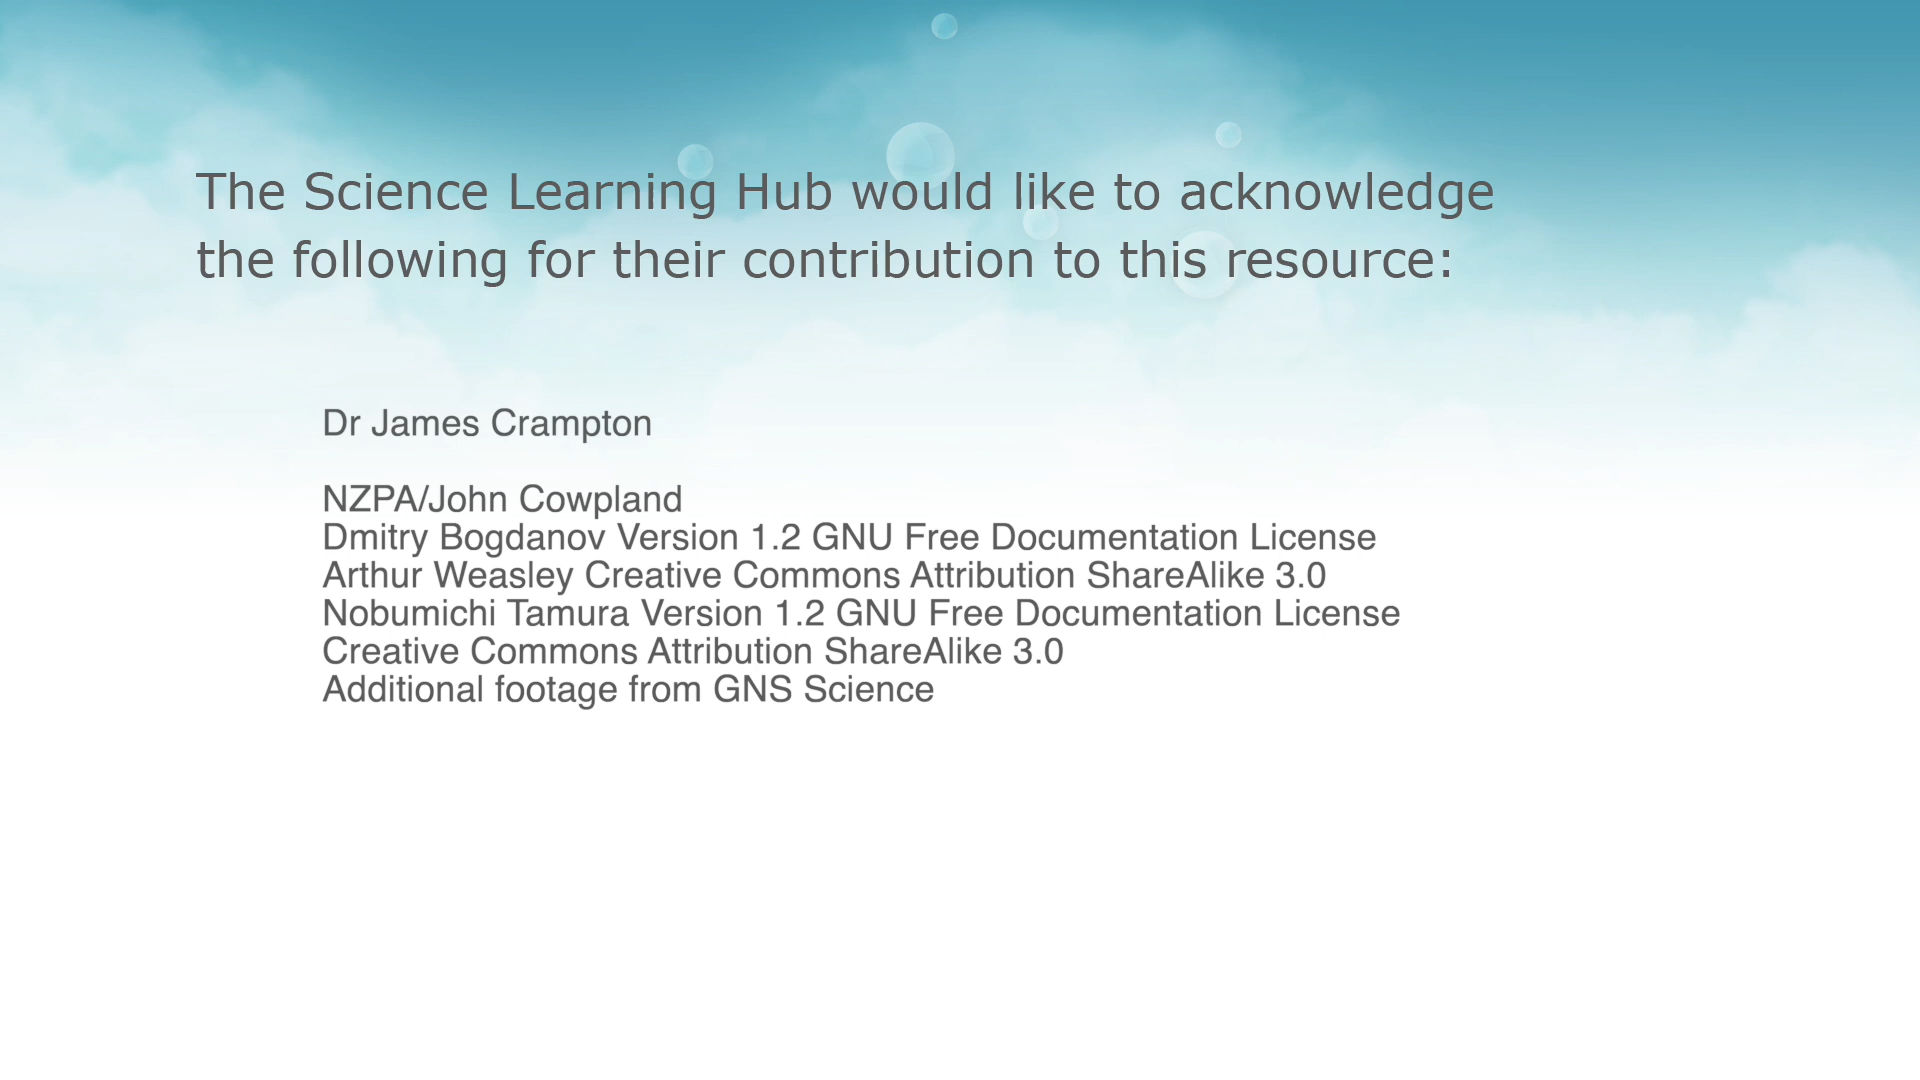 The Science Learning Hub would like to acknowledge
the following for their contribution to this resource:
Dr James Crampton
NZPA/John Cowpland
Dmitry Bogdanov Version 1.2 GNU Free Documentation License
Arthur Weasley Creative Commons Attribution ShareAlike 3.0
Nobumichi Tamura Version 1.2 GNU Free Documentation License
Creative Commons Attribution ShareAlike 3.0
Additional footage from GNS Science